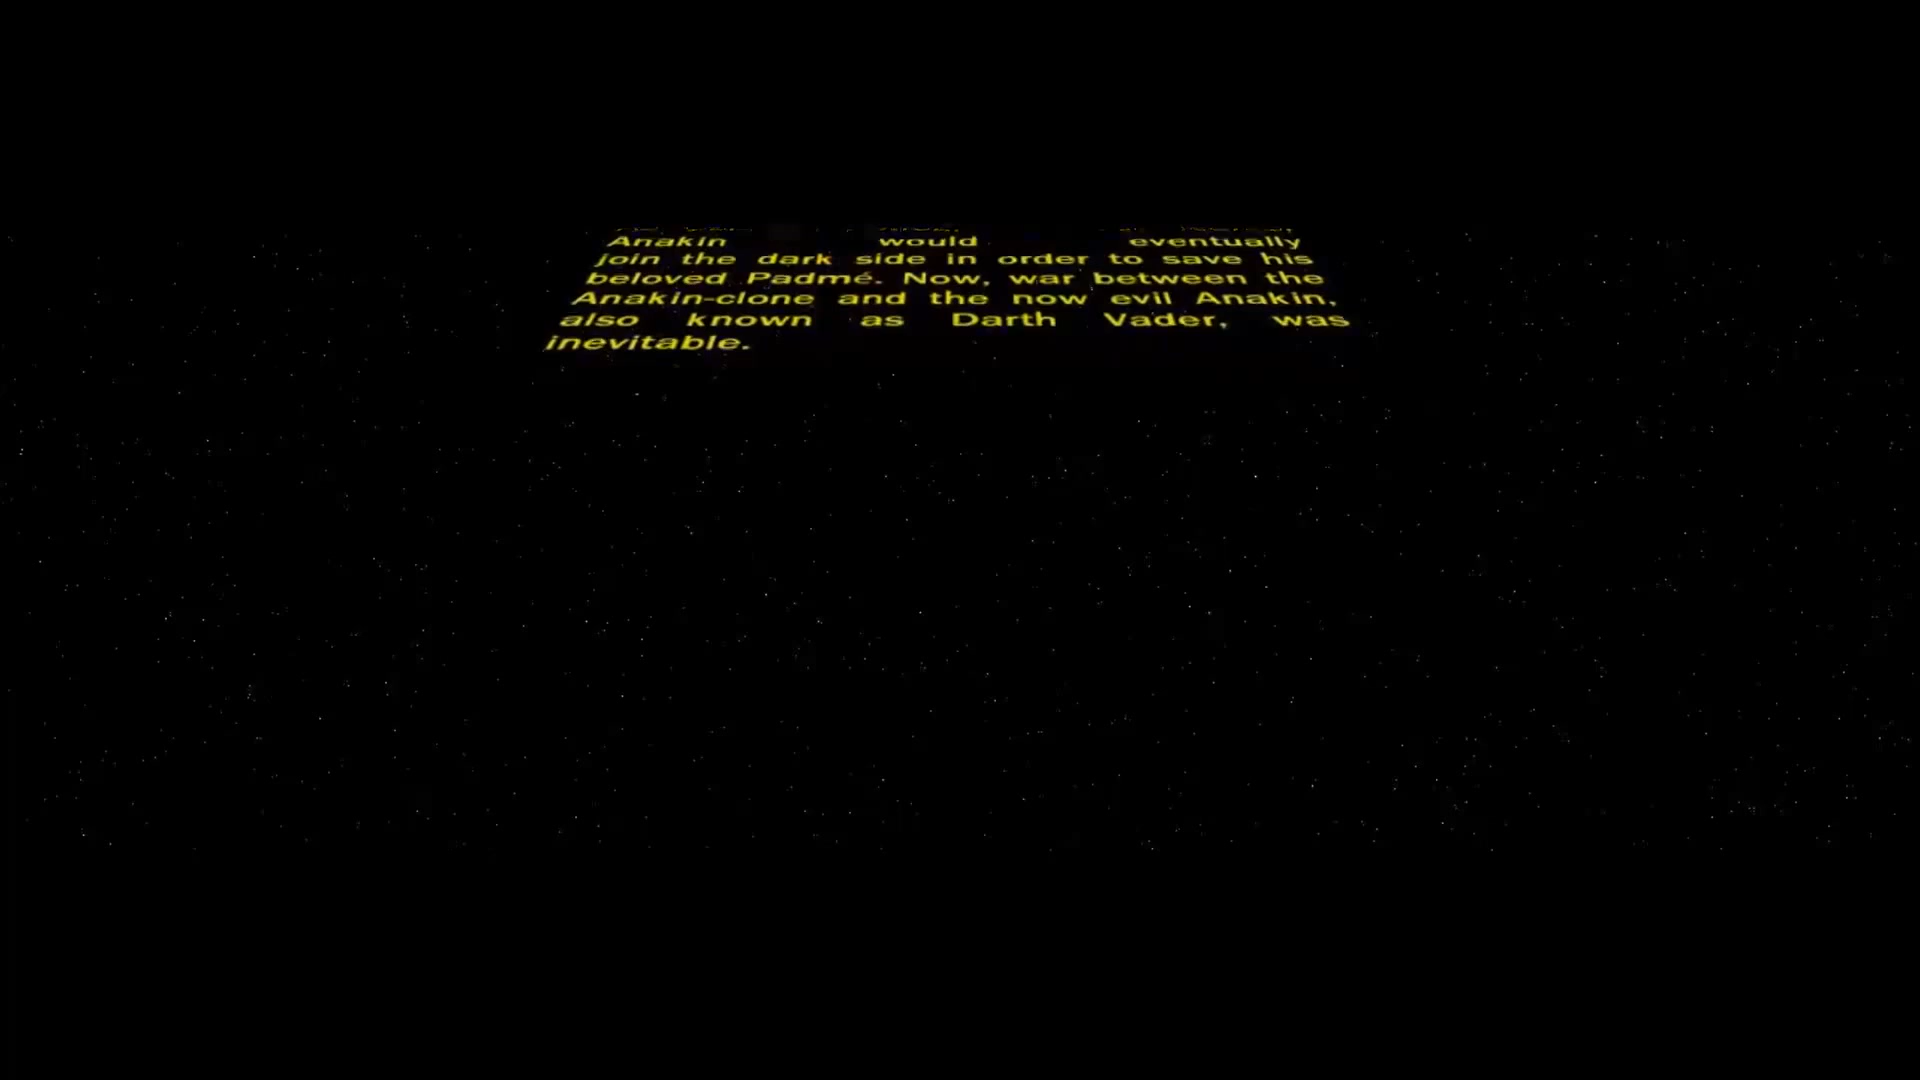 Anakin would eventually
join the dark side in order to save his
beloved Padmé. Now, war between the
Anakin-clone and the now evil Anakin,
also known as Darth Vader, was
inevitable.